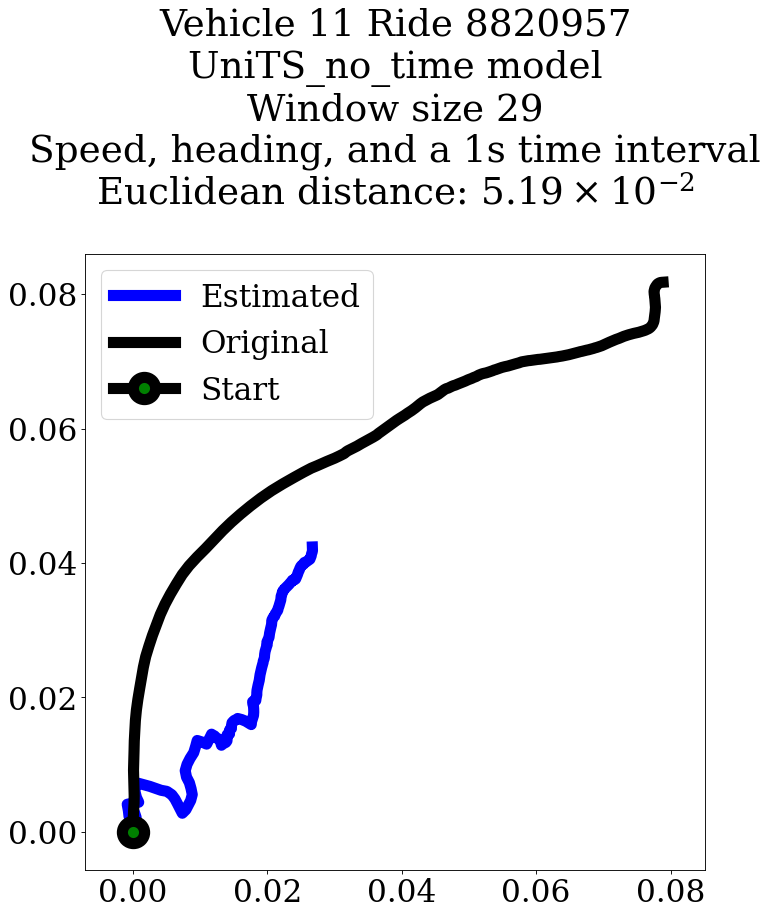 Vehicle 11 Ride 8820957
UniTS_no_time model
Window size 29
Speed, heading, and a 1s time interval
Euclidean distance: 5.19 × 10⁻²
Estimated
Original
Start
0.08
0.06
0.04
0.02
0.00
0.00 0.02 0.04 0.06 0.08